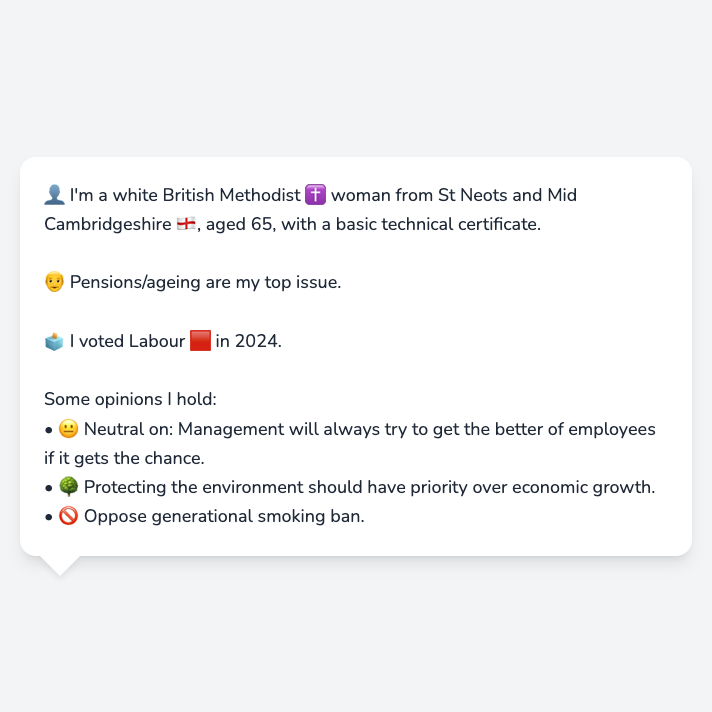 👤 I'm a white British Methodist ✝️ woman from St Neots and Mid
Cambridgeshire 🏴󠁧󠁢󠁥󠁮󠁧󠁿, aged 65, with a basic technical certificate.
👴 Pensions/ageing are my top issue.
🗳️ I voted Labour 🟥 in 2024.
Some opinions I hold:
• 😐 Neutral on: Management will always try to get the better of employees
if it gets the chance.
• 🌳 Protecting the environment should have priority over economic growth.
• 🚫 Oppose generational smoking ban.